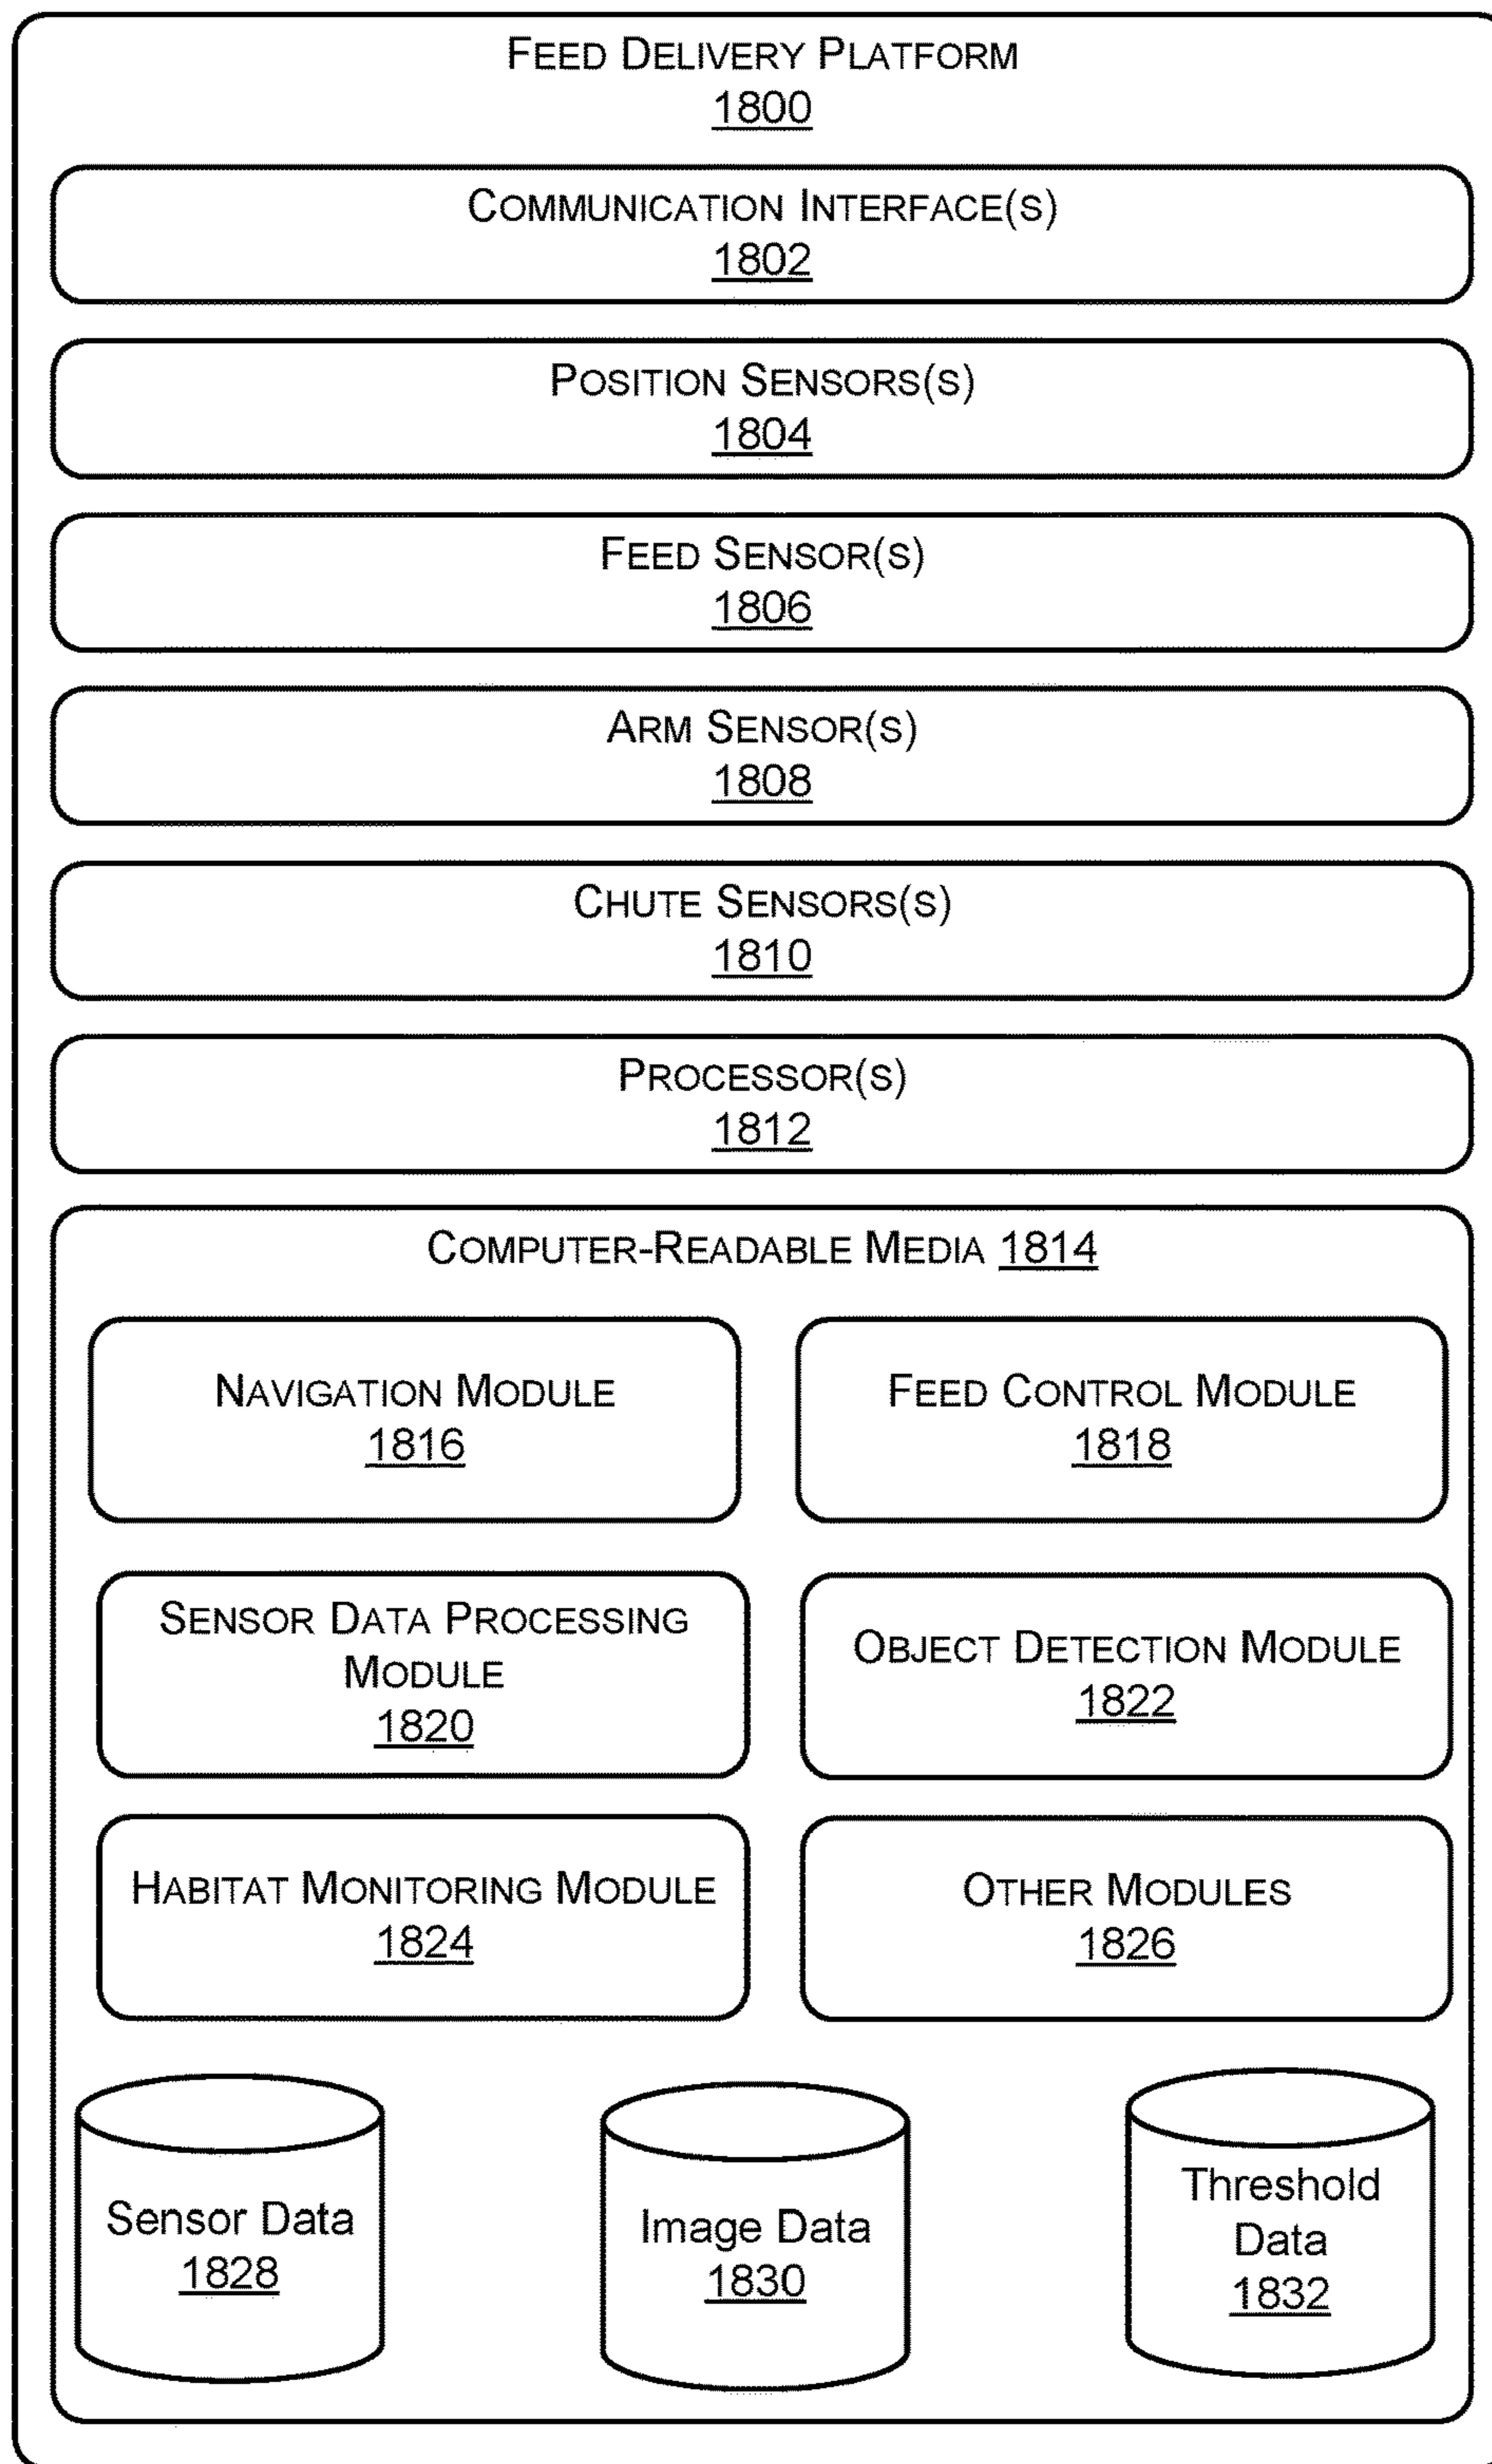 FEED DELIVERY PLATFORM
1800
COMMUNICATION INTERFACE(S)
1802
POSITION SENSORS(S)
1804
FEED SENSOR(S)
1806
ARM SENSOR(S)
1808
CHUTE SENSORS(S)
1810
PROCESSOR(S)
1812
COMPUTER-READABLE MEDIA 1814
NAVIGATION MODULE
1816
FEED CONTROL MODULE
1818
SENSOR DATA PROCESSING
MODULE
1820
OBJECT DETECTION MODULE
1822
HABITAT MONITORING MODULE
1824
OTHER MODULES
1826
Sensor Data
1828
Image Data
1830
Threshold
Data
1832